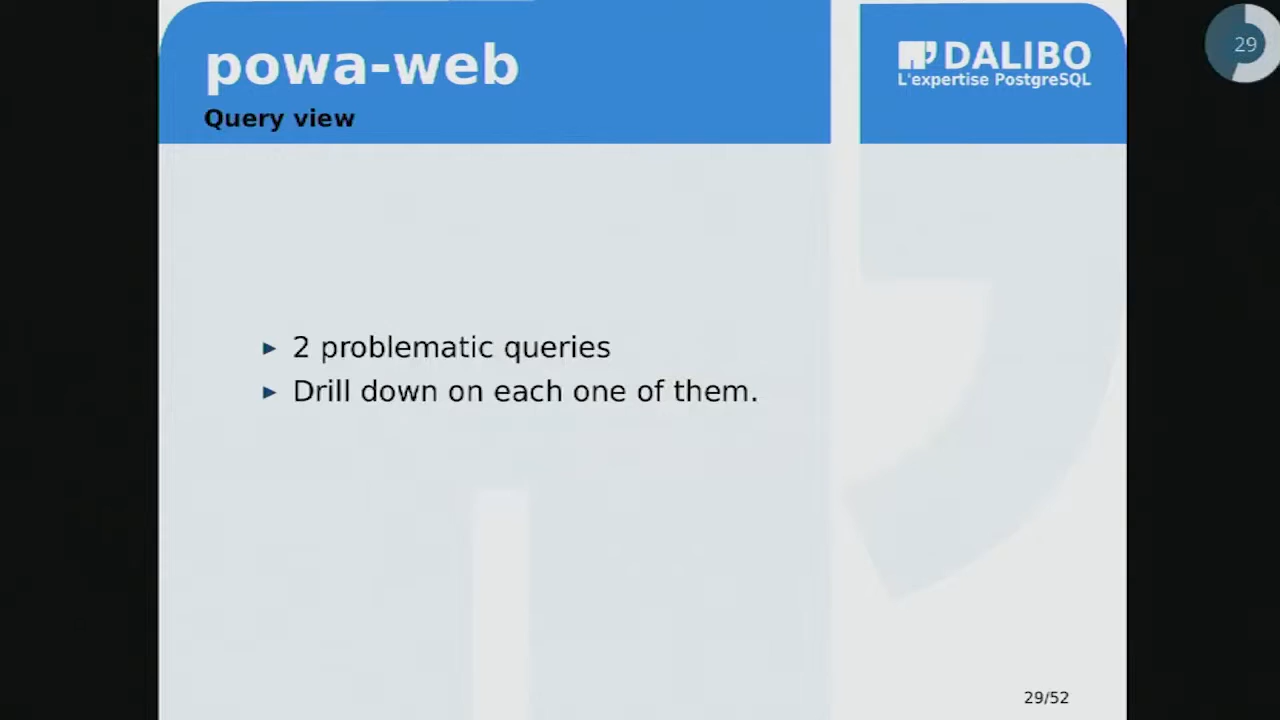 powa-web
Query view
DALIBO
L'expertise PostgreSQL
29
▸ 2 problematic queries
▸ Drill down on each one of them.
29/52